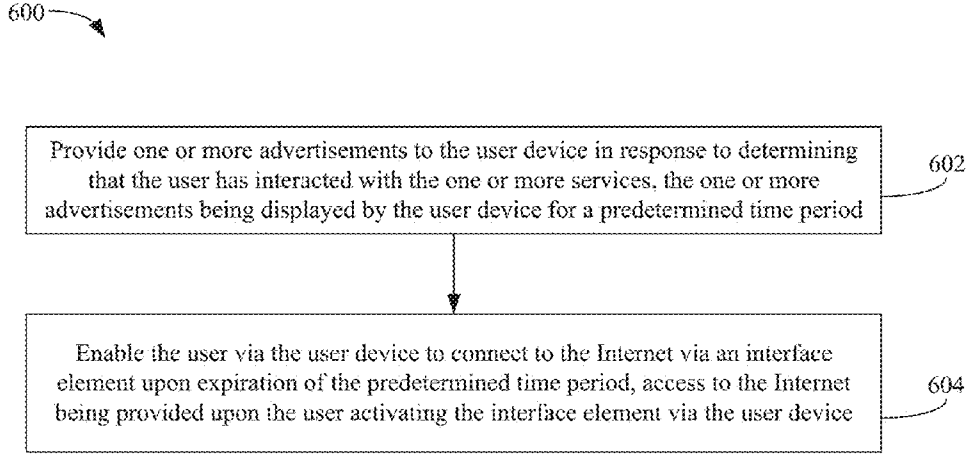 600
Provide one or more advertisements to the user device in response to determining
that the user has interacted with the one or more services, the one or more
advertisements being displayed by the user device for a predetermined time period
602
Enable the user via the user device to connect to the Internet via an interface
element upon expiration of the predetermined time period, access to the Internet
being provided upon the user activating the interface element via the user device
604